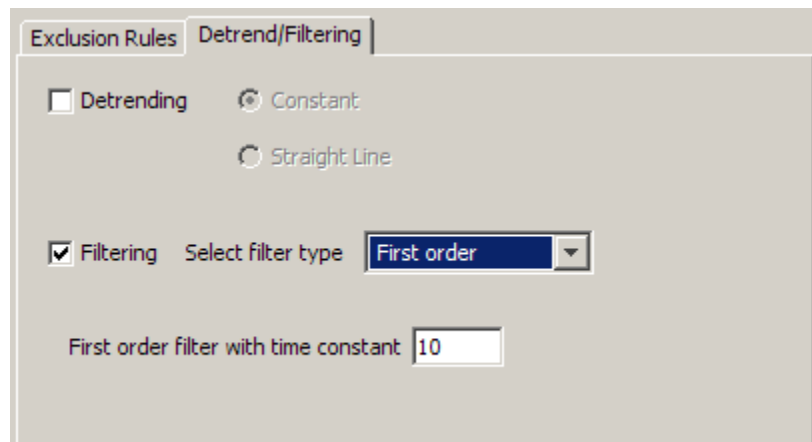 Exclusion Rules Detrend/Filtering
Detrending Constant
Straight Line
Filtering Select filter type First order
First order filter with time constant 10